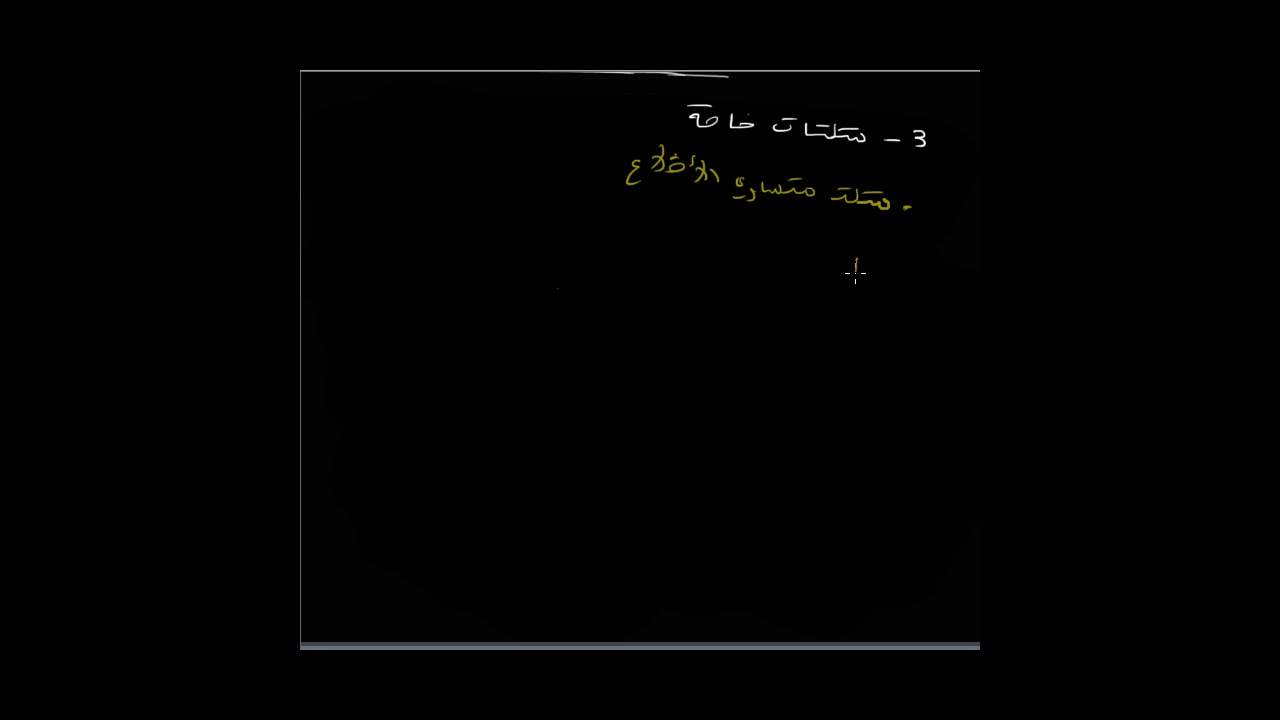 3 - مثلثات خاصة
. مثلث متساوي الأضلاع
ا